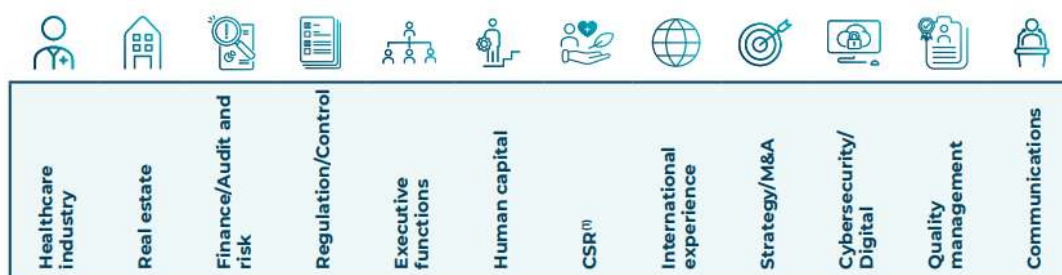 Healthcare
industry
Real estate
Finance/Audit and
risk
Regulation/Control
Executive
functions
Human capital
CSR⁽¹⁾
International
experience
Strategy/M&A
Cybersecurity/
Digital
Quality
management
Communications